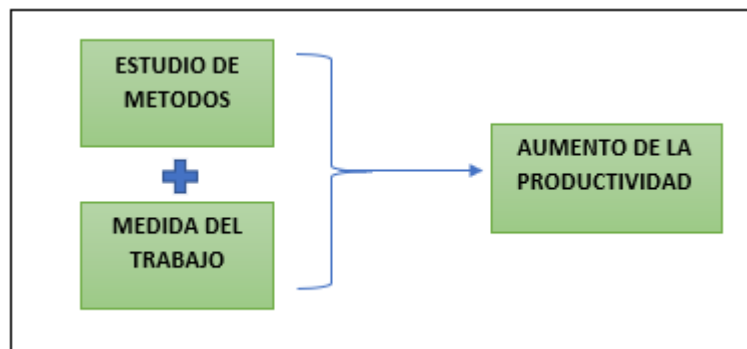 ESTUDIO DE
METODOS
MEDIDA DEL
TRABAJO
AUMENTO DE LA
PRODUCTIVIDAD